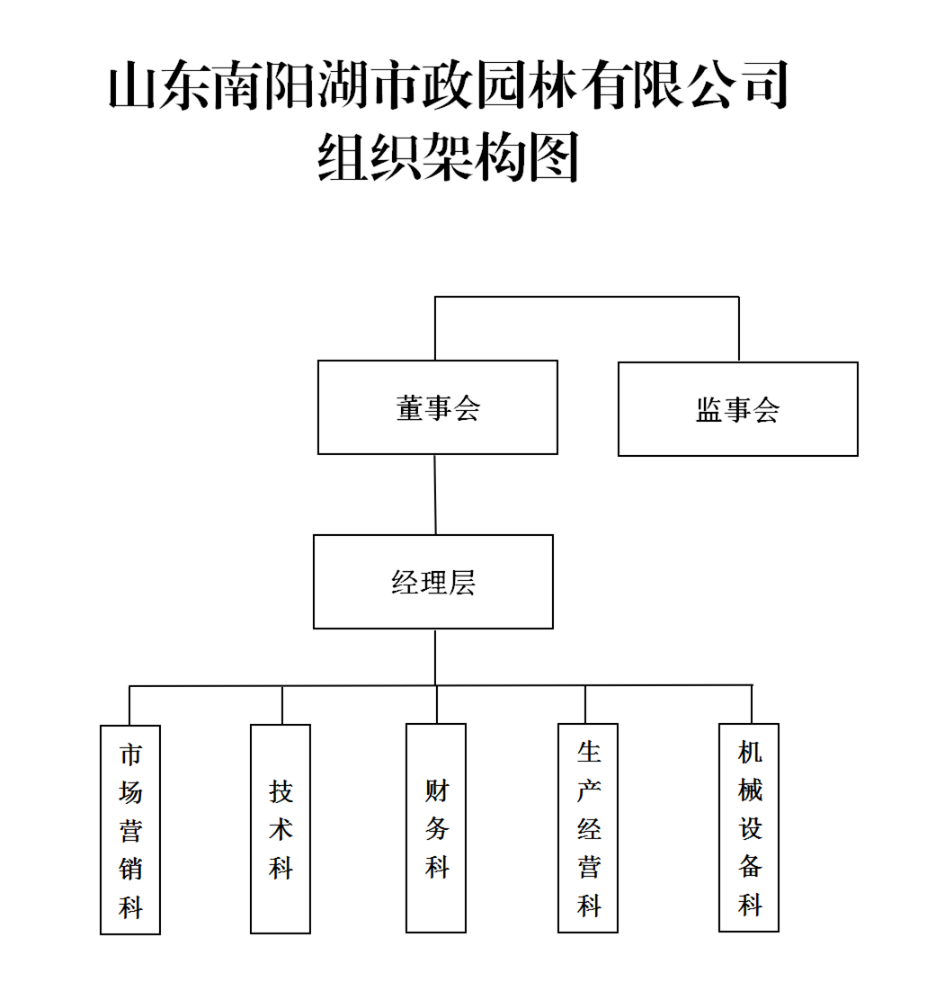 山东南阳湖市政园林有限公司
组织架构图
董事会
监事会
经理层
市场营销科
技术科
财务科
生产经营科
机械设备科